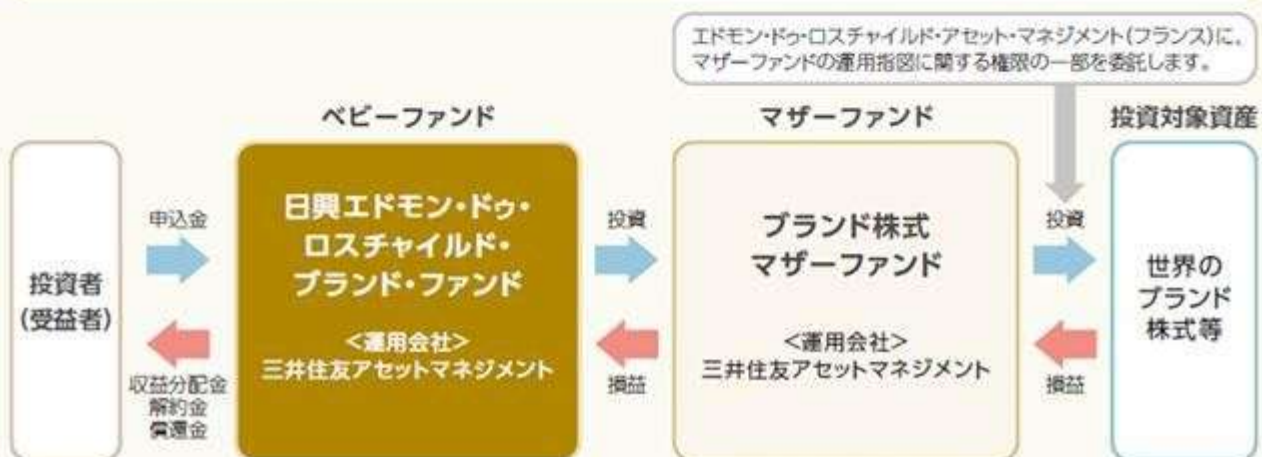 エドモン・ドゥ・ロスチャイルド・アセット・マネジメント(フランス)に、
マザーファンドの運用指図に関する権限の一部を委託します。
ベビーファンド
マザーファンド
投資対象資産
投資者
(受益者)
申込金
収益分配金
解約金
償還金
日興エドモン・ドゥ・
ロスチャイルド・
ブランド・ファンド
<運用会社>
三井住友アセットマネジメント
投資
損益
ブランド株式
マザーファンド
<運用会社>
三井住友アセットマネジメント
投資
損益
世界の
ブランド
株式等